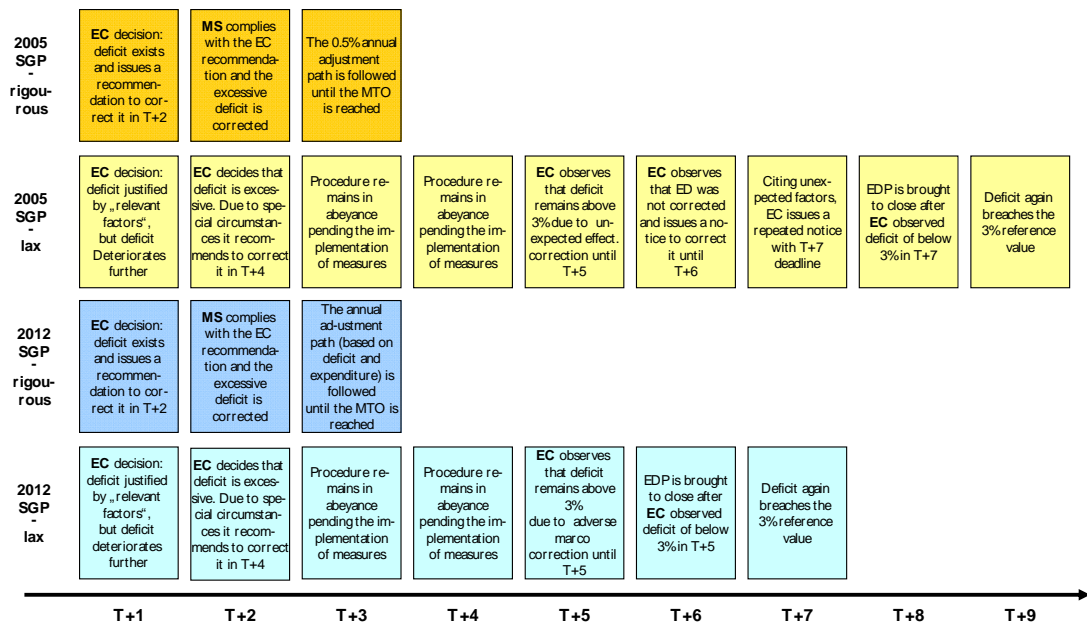 2005
SGP
-
rigou-
rous
EC decision:
deficit exists
and issues a
recommen-
dation to cor-
rect it in T+2
MS complies
with the EC
recommenda-
tion and the
excessive
deficit is
corrected
The 0.5% annual
adjustment
path is followed
until the MTO
is reached
2005
SGP
-
lax
EC decision:
deficit justified
by „relevant
factors“,
but deficit
Deteriorates
further
EC decides that
deficit is exces-
sive. Due to spe-
cial circumstan-
ces it recom-
mends to correct
it in T+4
Procedure re-
mains in
abeyance
pending the im-
plementation
of measures
Procedure re-
mains in
abeyance
pending the im-
plementation
of measures
EC observes
that deficit
remains above
3% due to un-
expected effect.
correction until
T+5
EC observes
that ED was
not corrected
and issues a no-
tice to correct
it until
T+6
Citing unex-
pected factors,
EC issues a
repeated notice
with T+7
deadline
EDP is brought
to close after
EC observed
deficit of below
3% in T+7
Deficit again
breaches the
3% reference
value
2012
SGP
-
rigou-
rous
EC decision:
deficit exists
and issues a
recommen-
dation to cor-
rect it in T+2
MS complies
with the EC
recommenda-
tion and the
excessive
deficit is
corrected
The annual
ad-ustment
path (based on
deficit and
expenditure) is
followed
until the MTO is
reached
2012
SGP
-
lax
EC decision:
deficit justified
by „relevant
factors“,
but deficit
deteriorates
further
EC decides that
deficit is exces-
sive. Due to spe-
cial circumstan-
ces it recom-
mends to correct
it in T+4
Procedure re-
mains in
abeyance
pending the im-
plementation
of measures
Procedure re-
mains in
abeyance
pending the im-
plementation
of measures
EC observes
that deficit
remains above
3%
due to adverse
marco
correction until
T+5
EDP is brought
to close after
EC observed
deficit of below
3% in T+5
Deficit again
breaches the
3% reference
value
T+1 T+2 T+3 T+4 T+5 T+6 T+7 T+8 T+9